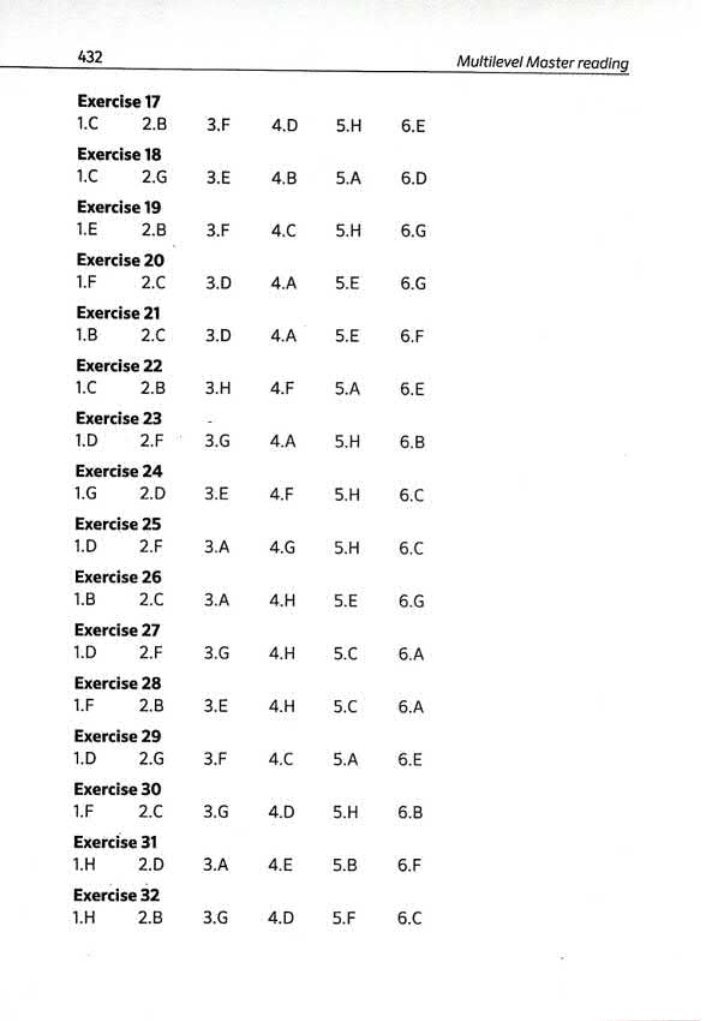 432
Multilevel Master reading
Exercise 17
1.C 2.B 3.F 4.D 5.H 6.E
Exercise 18
1.C 2.G 3.E 4.B 5.A 6.D
Exercise 19
1.E 2.B 3.F 4.C 5.H 6.G
Exercise 20
1.F 2.C 3.D 4.A 5.E 6.G
Exercise 21
1.B 2.C 3.D 4.A 5.E 6.F
Exercise 22
1.C 2.B 3.H 4.F 5.A 6.E
Exercise 23
1.D 2.F 3.G 4.A 5.H 6.B
Exercise 24
1.G 2.D 3.E 4.F 5.H 6.C
Exercise 25
1.D 2.F 3.A 4.G 5.H 6.C
Exercise 26
1.B 2.C 3.A 4.H 5.E 6.G
Exercise 27
1.D 2.F 3.G 4.H 5.C 6.A
Exercise 28
1.F 2.B 3.E 4.H 5.C 6.A
Exercise 29
1.D 2.G 3.F 4.C 5.A 6.E
Exercise 30
1.F 2.C 3.G 4.D 5.H 6.B
Exercise 31
1.H 2.D 3.A 4.E 5.B 6.F
Exercise 32
1.H 2.B 3.G 4.D 5.F 6.C